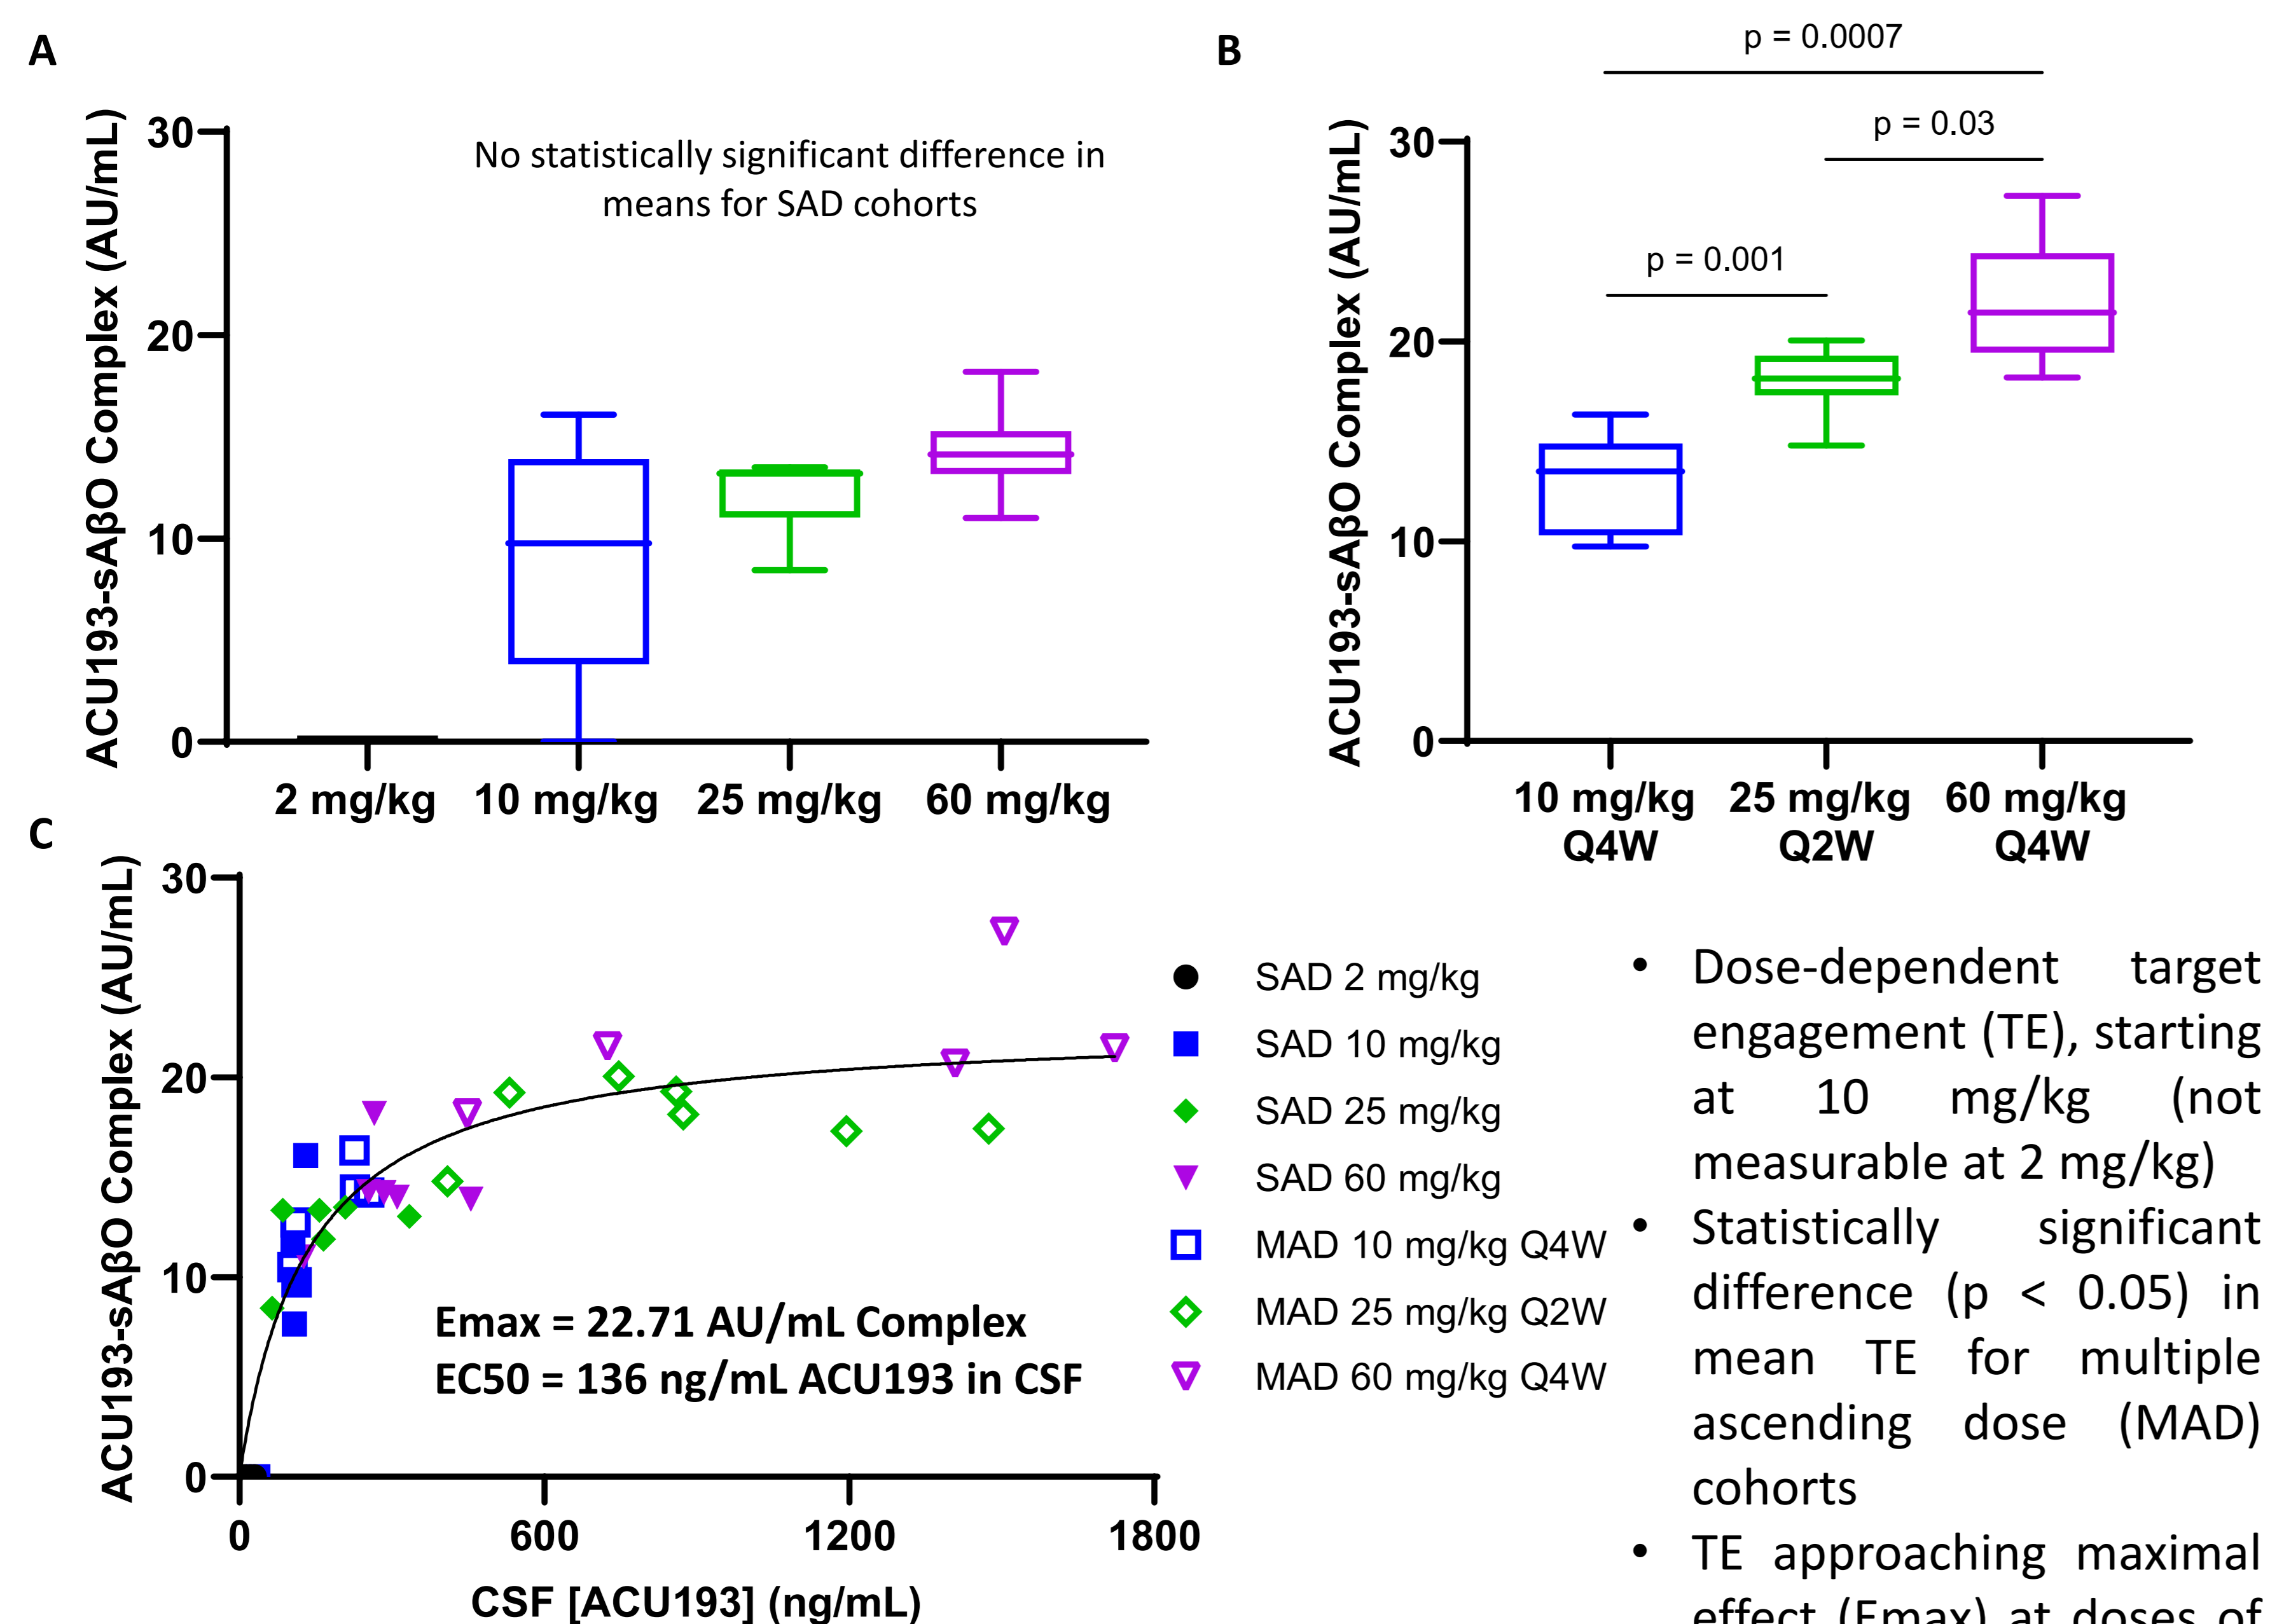 A
ACU193-sAβO Complex (AU/mL)
30
20
10
0
No statistically significant difference in
means for SAD cohorts
2 mg/kg
10 mg/kg
25 mg/kg
60 mg/kg
B
ACU193-sAβO Complex (AU/mL)
30
20
10
0
p = 0.0007
p = 0.03
p = 0.001
10 mg/kg
Q4W
25 mg/kg
Q2W
60 mg/kg
Q4W
C
ACU193-sAβO Complex (AU/mL)
30
20
10
0
Emax = 22.71 AU/mL Complex
EC50 = 136 ng/mL ACU193 in CSF
0
600
1200
1800
CSF [ACU193] (ng/mL)
SAD 2 mg/kg
SAD 10 mg/kg
SAD 25 mg/kg
SAD 60 mg/kg
MAD 10 mg/kg Q4W
MAD 25 mg/kg Q2W
MAD 60 mg/kg Q4W
• Dose-dependent target
engagement (TE), starting
at 10 mg/kg (not
measurable at 2 mg/kg)
• Statistically significant
difference (p < 0.05) in
mean TE for multiple
ascending dose (MAD)
cohorts
• TE approaching maximal
effect (Emax) at doses of